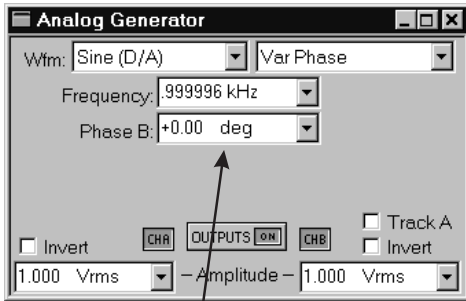 Analog Generator
Wfm: Sine (D/A) Var Phase
Frequency: .999996 kHz
Phase B: +0.00 deg
Track A
Invert CHA OUTPUTS ON CHB Invert
1.000 Vrms – Amplitude – 1.000 Vrms